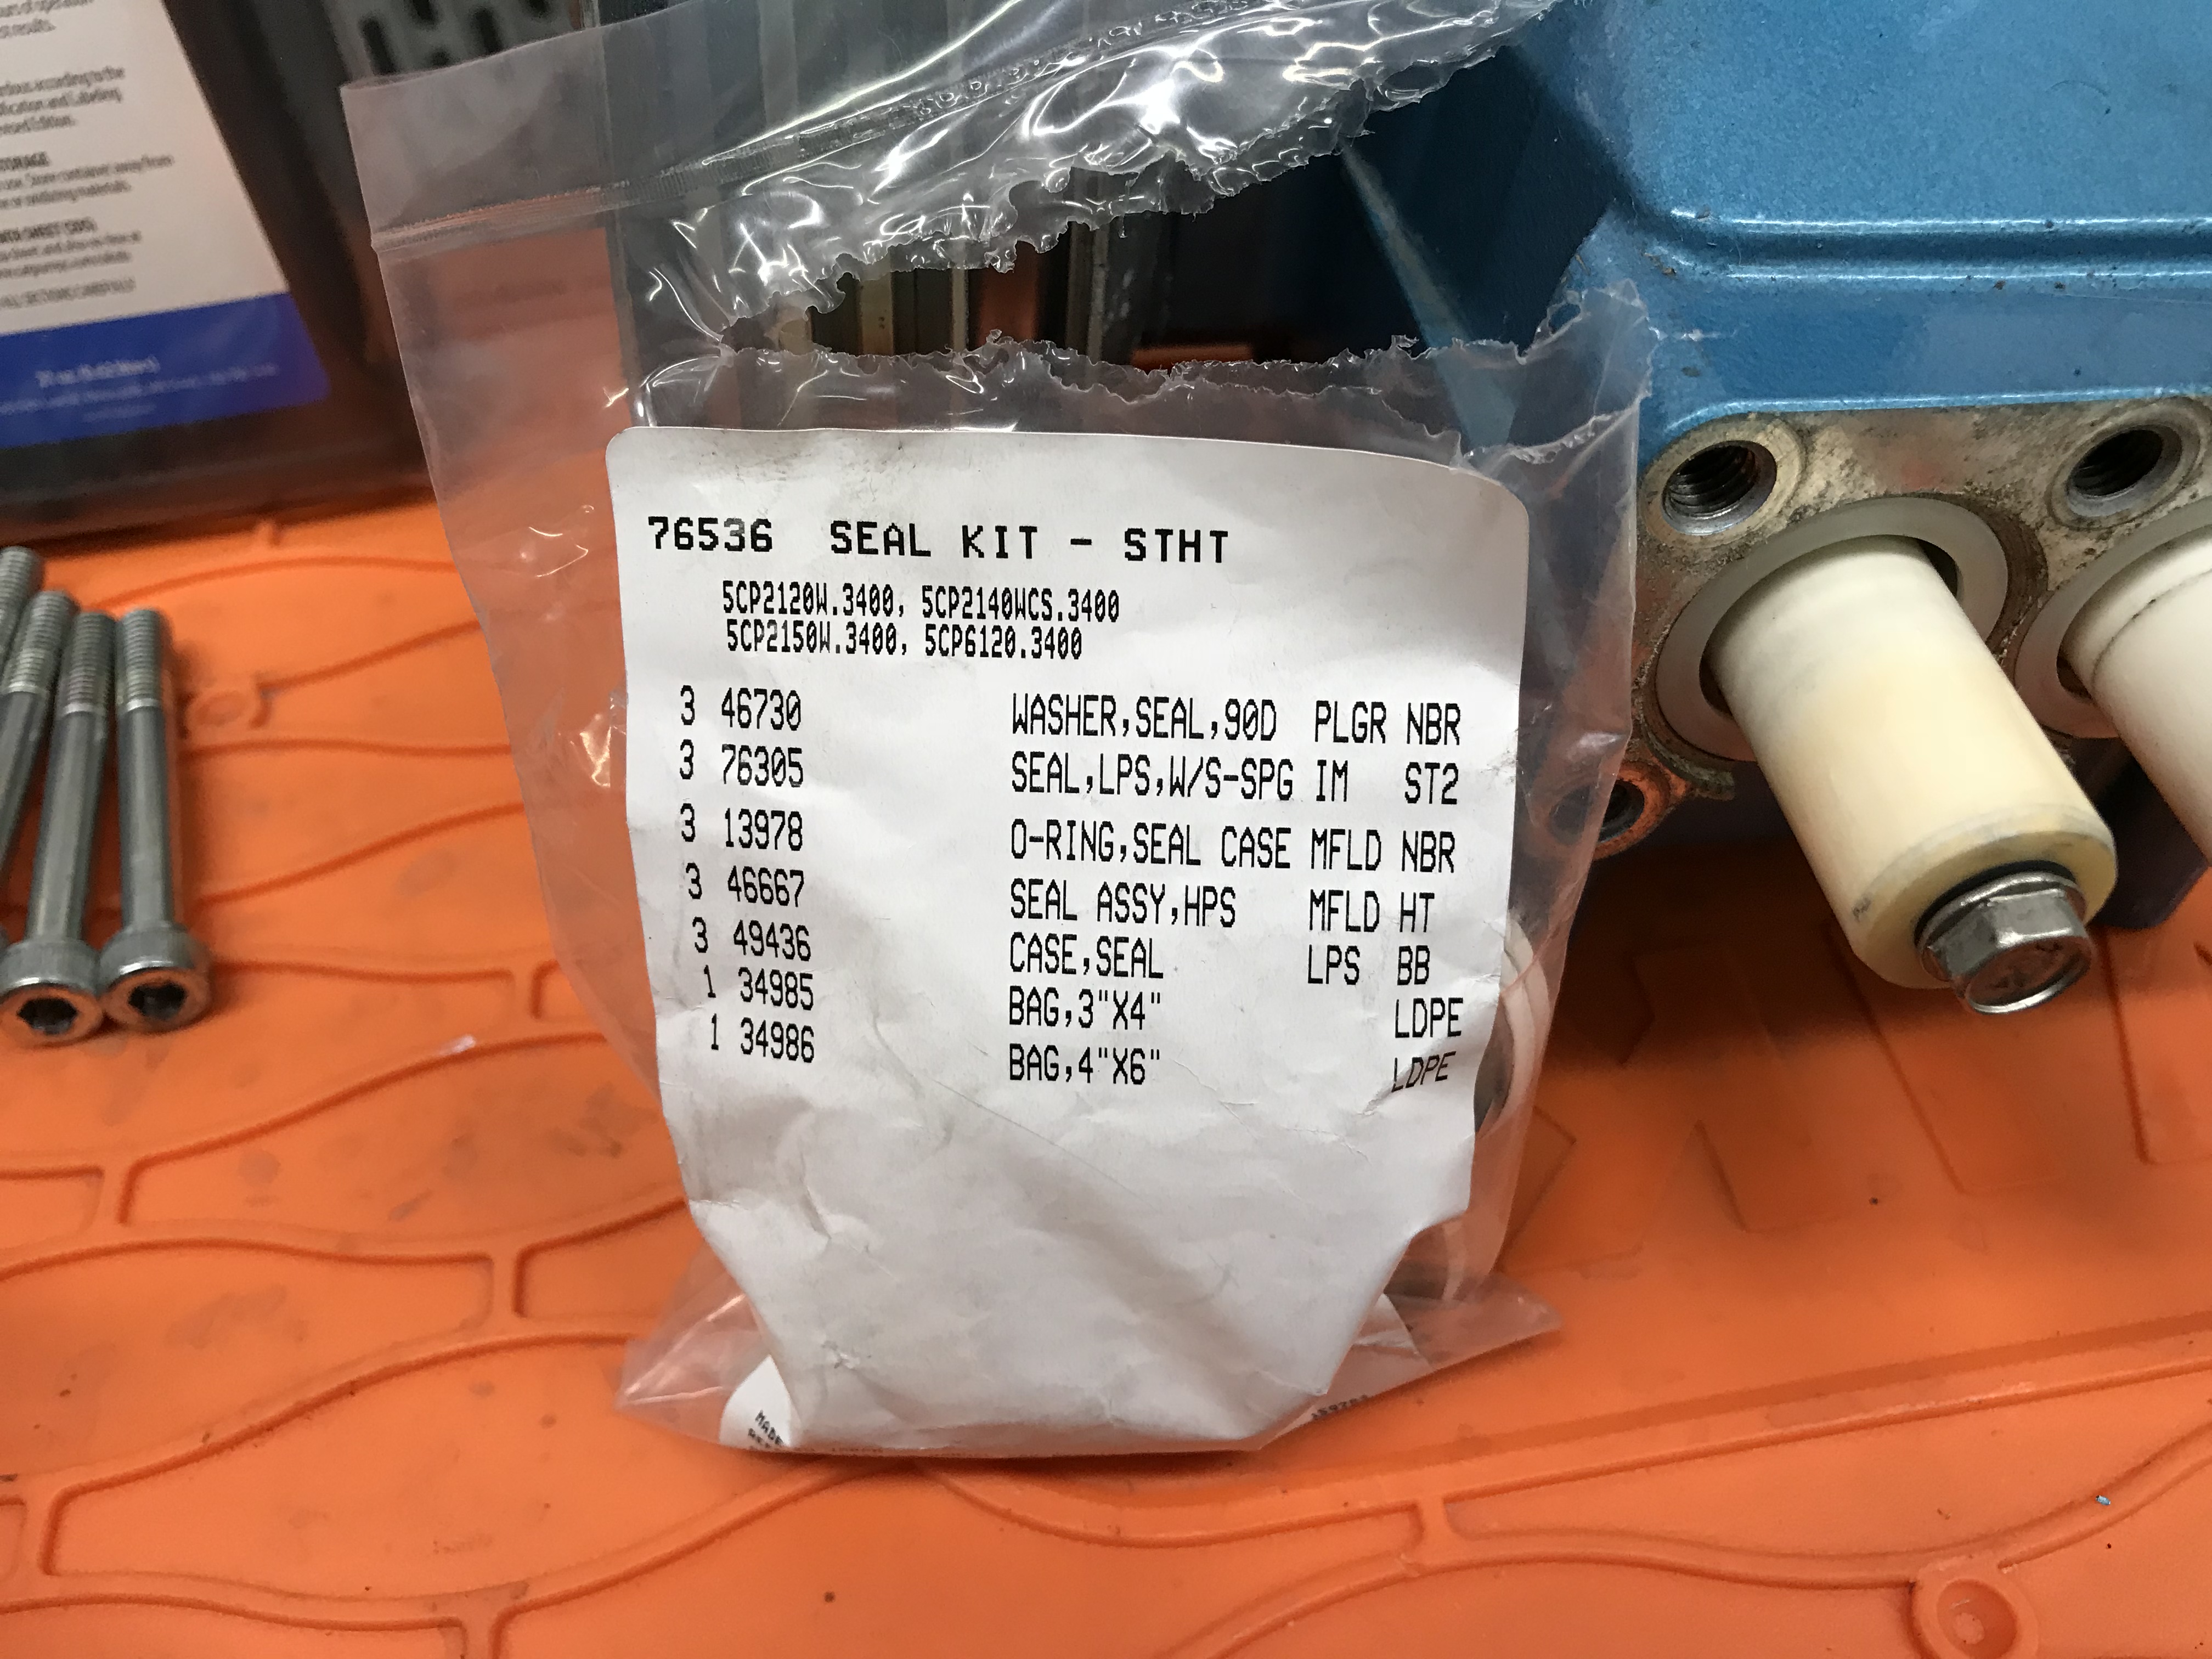 results.
STORAGE
76536 SEAL KIT - STHT
5CP2120W.3400, 5CP2140WCS.3400
5CP2150W.3400, 5CP6120.3400
3 46730 WASHER,SEAL,90D PLGR NBR
3 76305 SEAL,LPS,W/S-SPG IM ST2
3 13978 O-RING,SEAL CASE MFLD NBR
3 46667 SEAL ASSY,HPS MFLD HT
3 49436 CASE,SEAL LPS BB
1 34985 BAG,3"X4" LDPE
1 34986 BAG,4"X6" LDPE
MADE